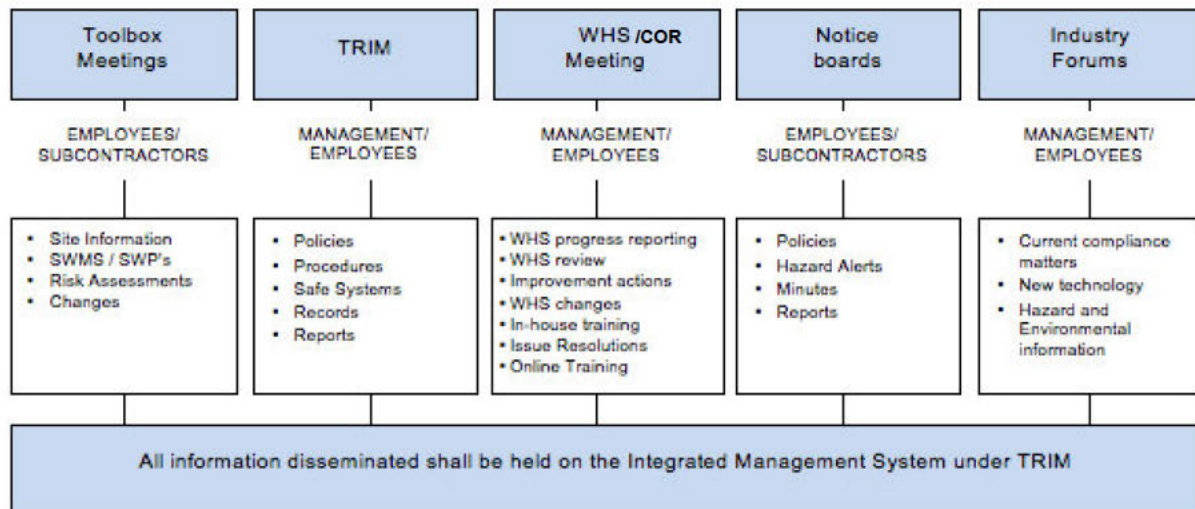 Toolbox
Meetings
TRIM
WHS /COR
Meeting
Notice
boards
Industry
Forums
EMPLOYEES/
SUBCONTRACTORS
MANAGEMENT/
EMPLOYEES
MANAGEMENT/
EMPLOYEES
EMPLOYEES/
SUBCONTRACTORS
MANAGEMENT/
EMPLOYEES
• Site Information
• SWMS / SWP's
• Risk Assessments
• Changes
• Policies
• Procedures
• Safe Systems
• Records
• Reports
• WHS progress reporting
• WHS review
• Improvement actions
• WHS changes
• In-house training
• Issue Resolutions
• Online Training
• Policies
• Hazard Alerts
• Minutes
• Reports
• Current compliance
matters
• New technology
• Hazard and
Environmental
information
All information disseminated shall be held on the Integrated Management System under TRIM